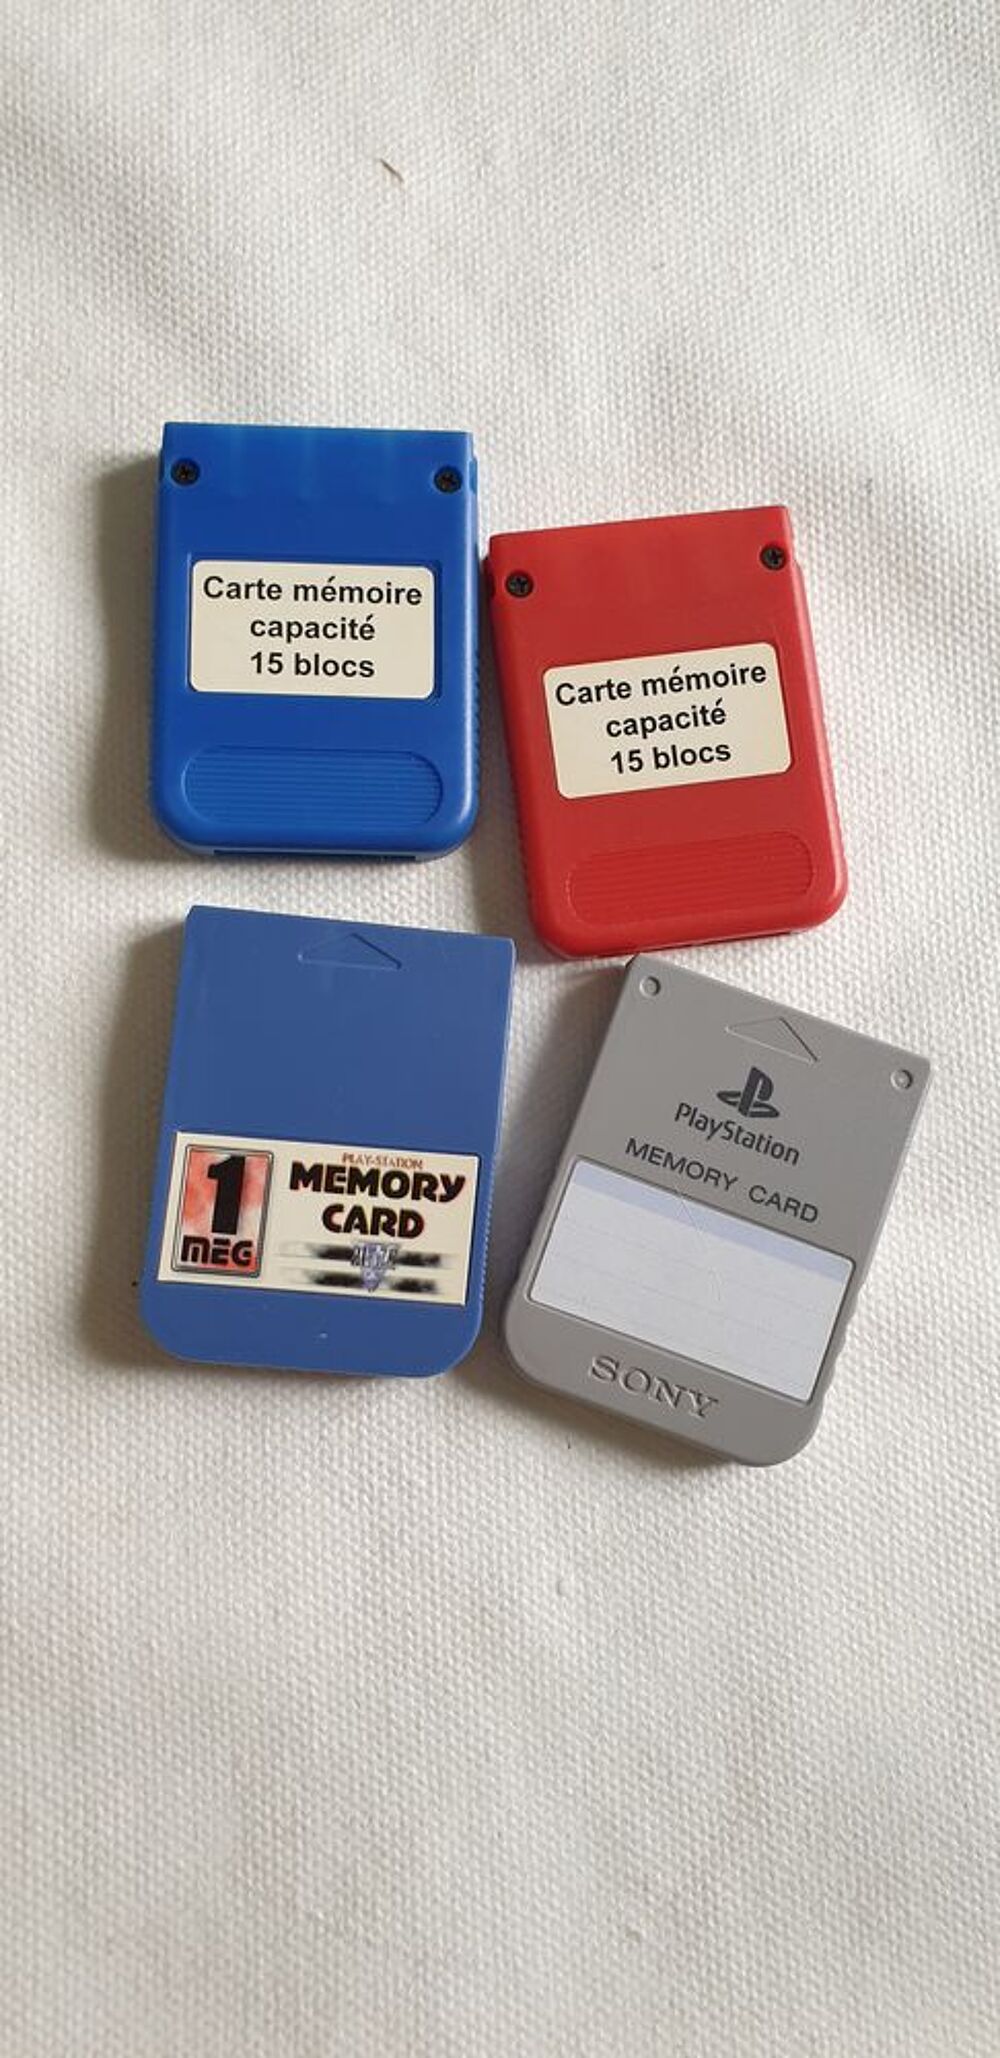 Carte mémoire
capacité
15 blocs
Carte mémoire
capacité
15 blocs
1
MEG
PLAY-STATION
MEMORY
CARD
PlayStation
MEMORY CARD
SONY